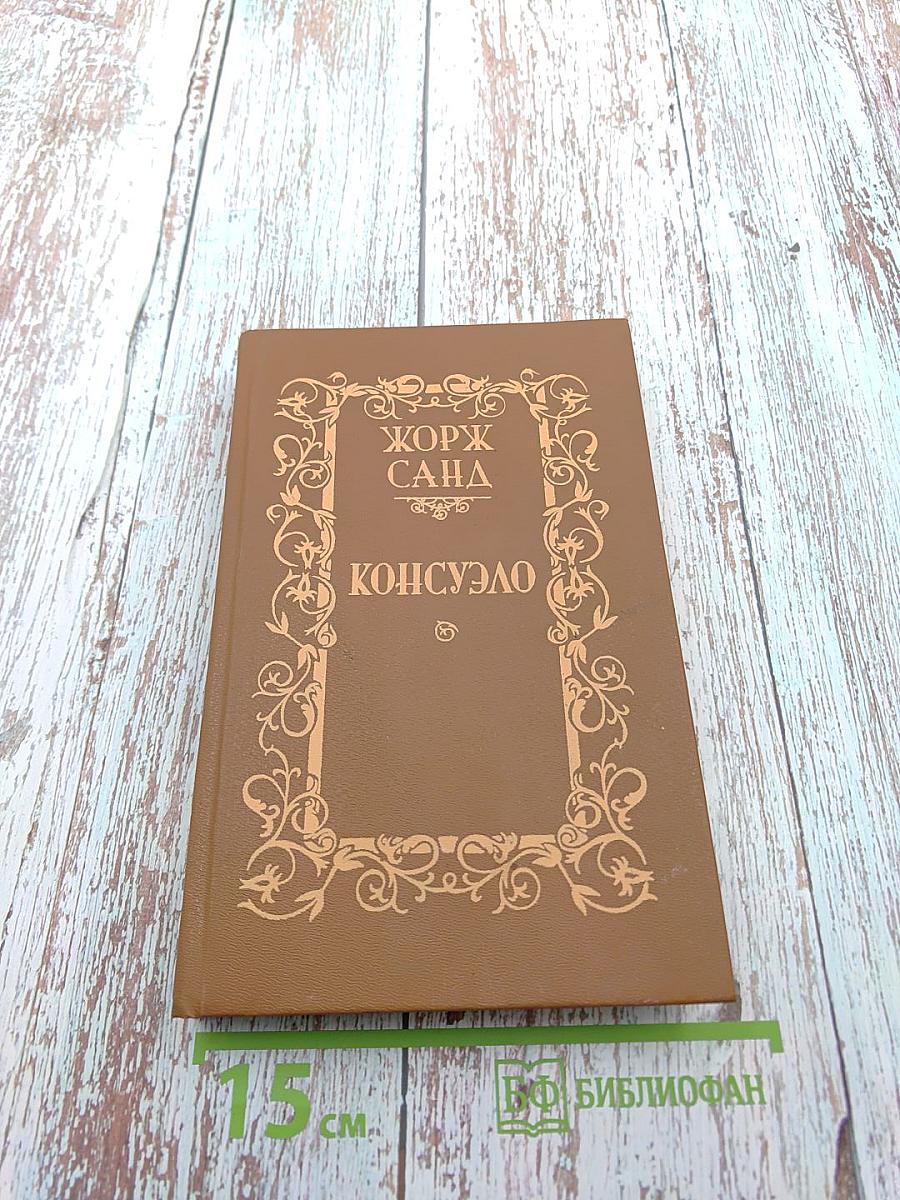 ЖОРЖ
САНД
КОНСУЭЛО
15 см
БФ БИБЛИОФАН